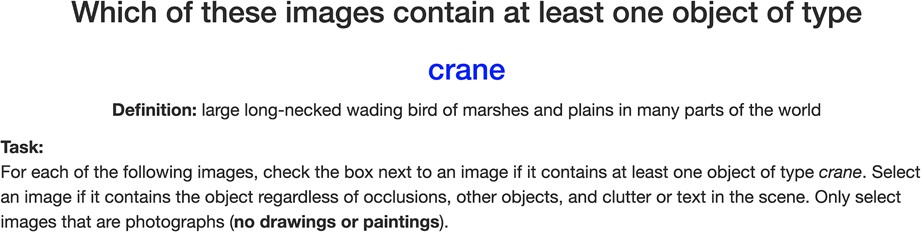 Which of these images contain at least one object of type
crane
Definition: large long-necked wading bird of marshes and plains in many parts of the world
Task:
For each of the following images, check the box next to an image if it contains at least one object of type crane. Select
an image if it contains the object regardless of occlusions, other objects, and clutter or text in the scene. Only select
images that are photographs (no drawings or paintings).